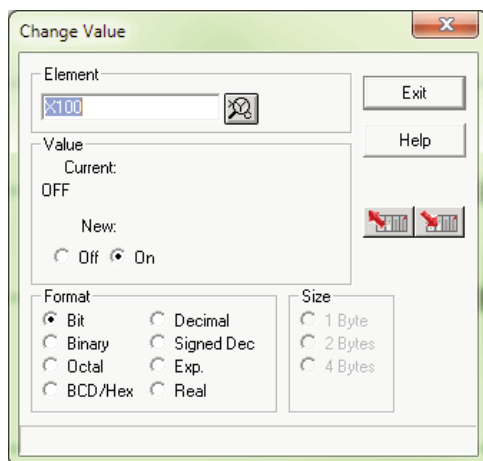 Change Value
Element
X100
Exit
Help
Value
Current:
OFF
New:
Off On
Format
Bit Decimal
Binary Signed Dec
Octal Exp.
BCD/Hex Real
Size
1 Byte
2 Bytes
4 Bytes